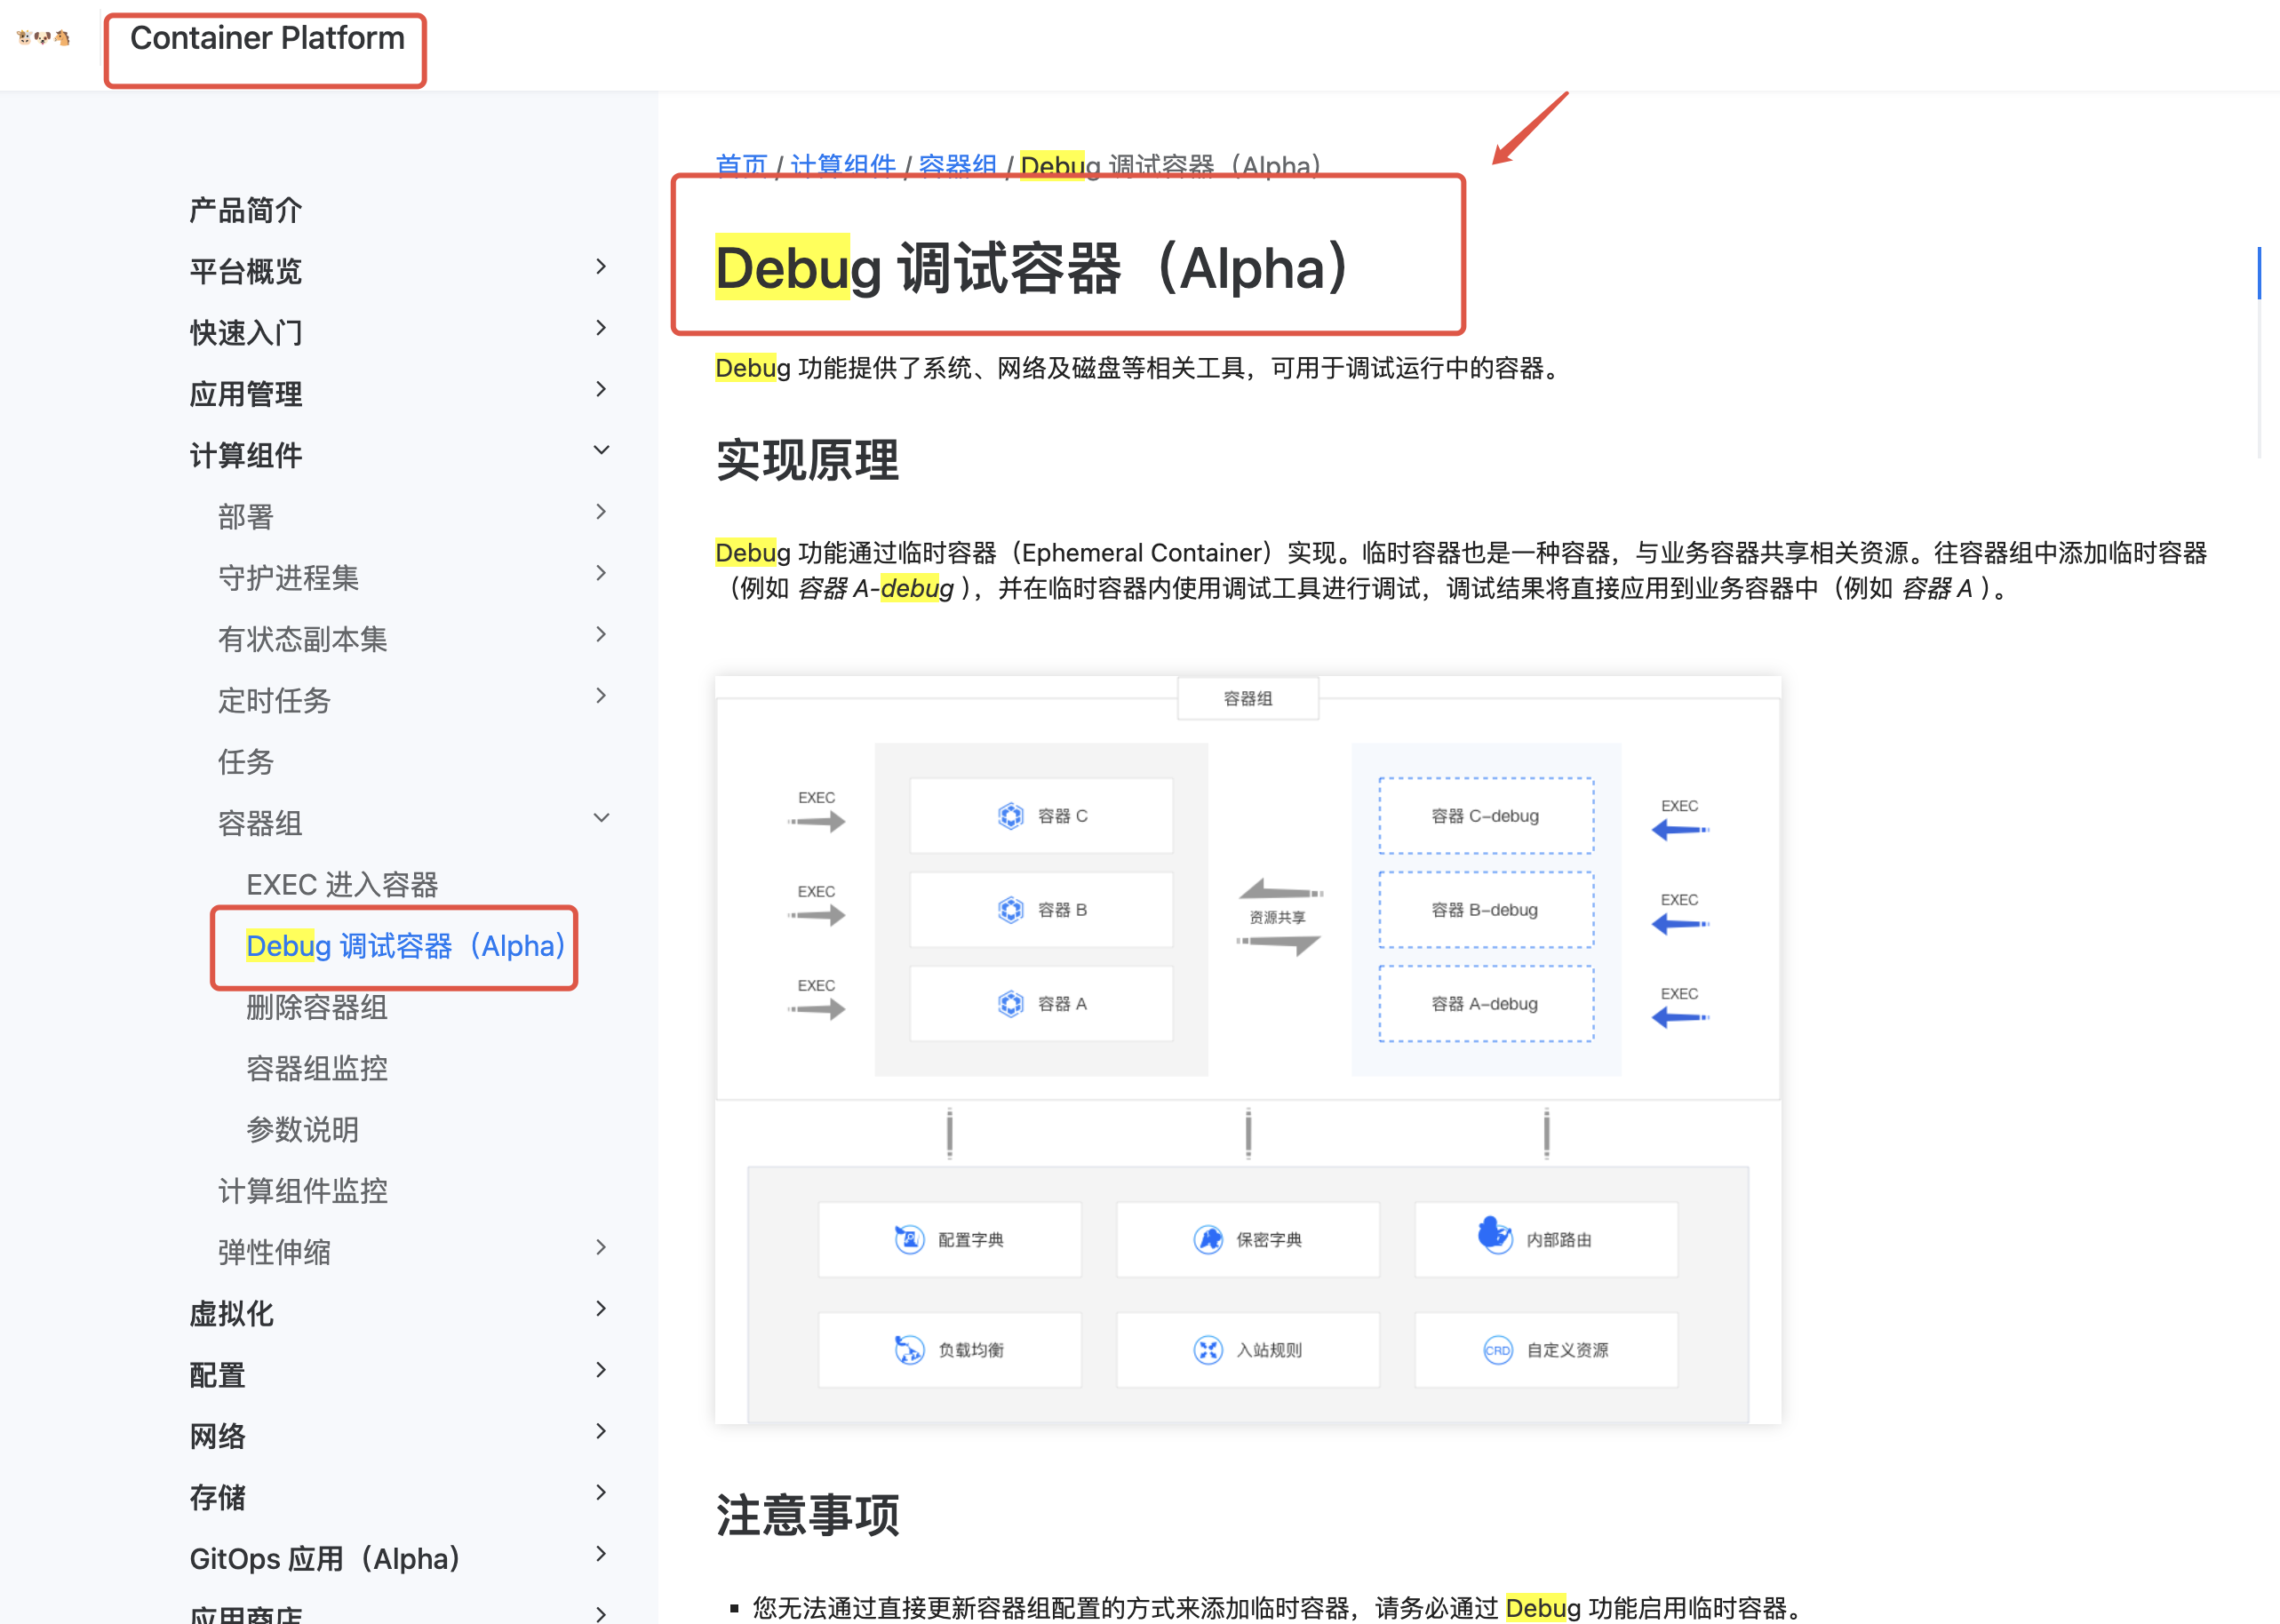 Container Platform
产品简介
平台概览
快速入门
应用管理
计算组件
部署
守护进程集
有状态副本集
定时任务
任务
容器组
EXEC 进入容器
Debug 调试容器（Alpha）
删除容器组
容器组监控
参数说明
计算组件监控
弹性伸缩
虚拟化
配置
网络
存储
GitOps 应用（Alpha）
应用商店
首页 / 计算组件 / 容器组 / Debug 调试容器（Alpha）
Debug 调试容器（Alpha）
Debug 功能提供了系统、网络及磁盘等相关工具，可用于调试运行中的容器。
实现原理
Debug 功能通过临时容器（Ephemeral Container）实现。临时容器也是一种容器，与业务容器共享相关资源。往容器组中添加临时容器
（例如 容器 A-debug ），并在临时容器内使用调试工具进行调试，调试结果将直接应用到业务容器中（例如 容器 A ）。
容器组
EXEC
容器 C
容器 C-debug
EXEC
EXEC
容器 B
资源共享
容器 B-debug
EXEC
EXEC
容器 A
容器 A-debug
EXEC
配置字典
保密字典
内部路由
负载均衡
入站规则
CRD 自定义资源
注意事项
▪ 您无法通过直接更新容器组配置的方式来添加临时容器，请务必通过 Debug 功能启用临时容器。